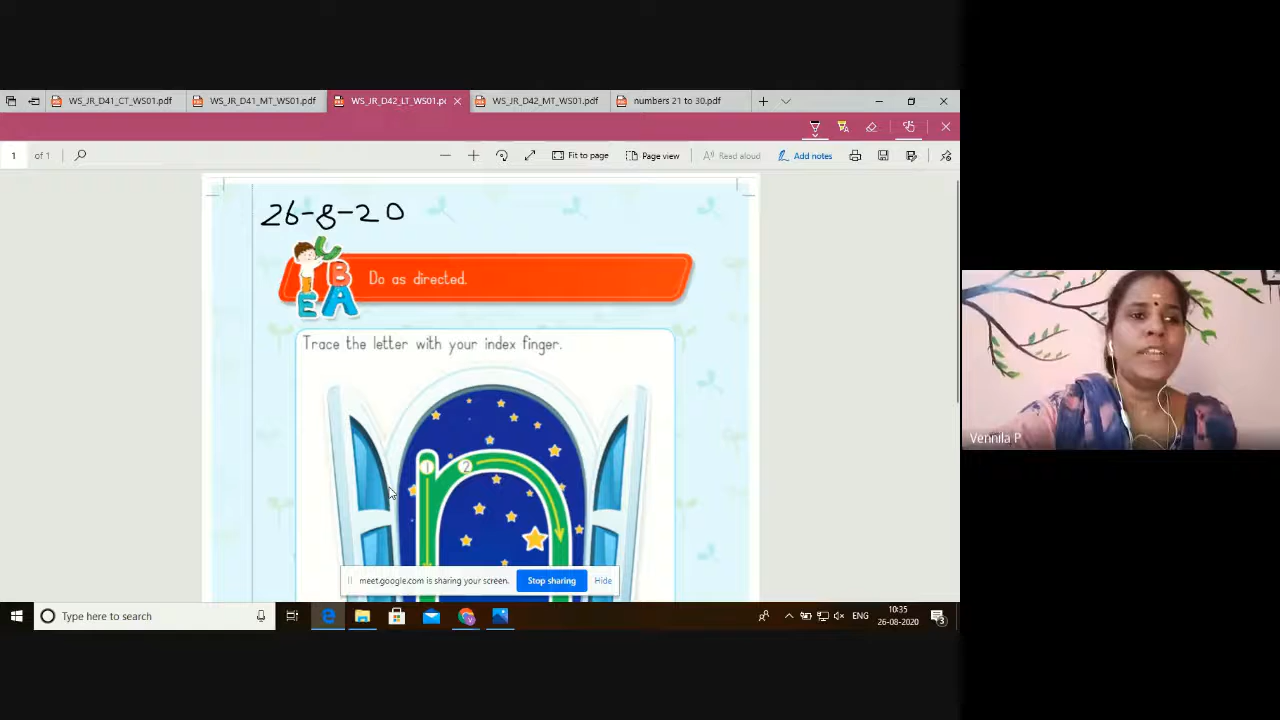 WS_JR_D41_CT_WS01.pdf WS_JR_D41_MT_WS01.pdf WS_JR_D42_LT_WS01.pc WS_JR_D42_MT_WS01.pdf numbers 21 to 30.pdf
1 of 1 Fit to page Page view Read aloud Add notes
26-8-20
C
B
E A
Do as directed.
Trace the letter with your index finger.
1 2
Vennila P
meet.google.com is sharing your screen. Stop sharing Hide
Type here to search ENG 10:35
26-08-2020 3